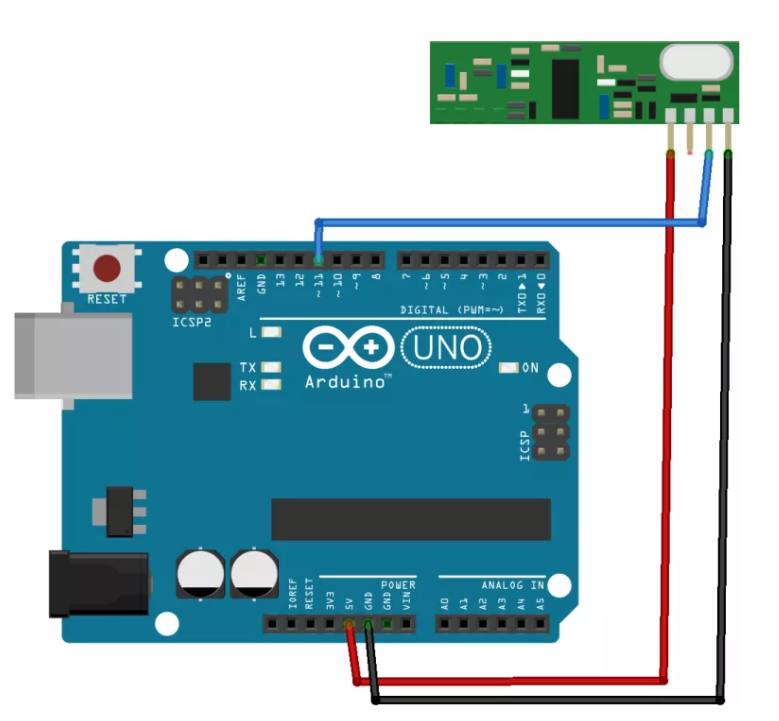 RESET
ICSP2
AREF
GND
13
12
~11
~10
~9
8
7
~6
~5
4
~3
2
TX0▶1
RX0◀0
DIGITAL (PWM=~)
L
TX
RX
Arduino™
UNO
ON
1
ICSP
POWER
ANALOG IN
IOREF
RESET
3V3
5V
GND
GND
VIN
A0
A1
A2
A3
A4
A5